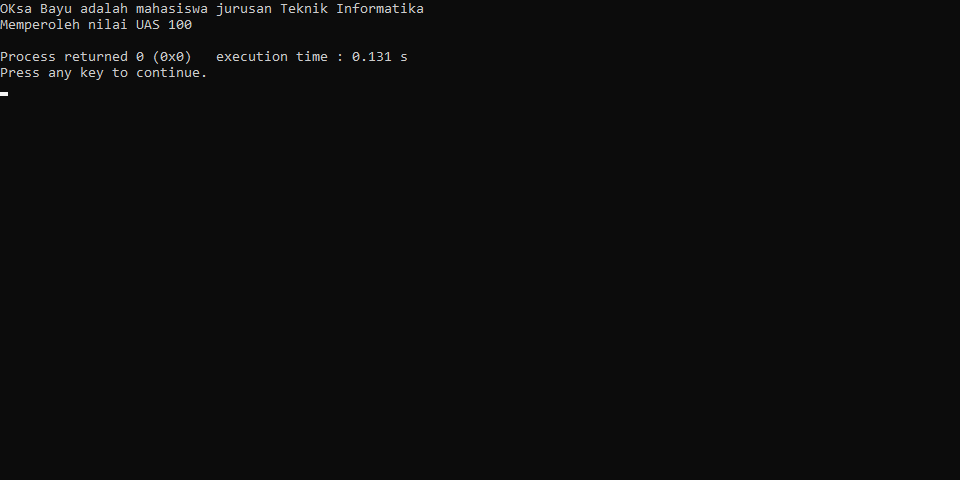 OKsa Bayu adalah mahasiswa jurusan Teknik Informatika
Memperoleh nilai UAS 100
Process returned 0 (0x0)   execution time : 0.131 s
Press any key to continue.